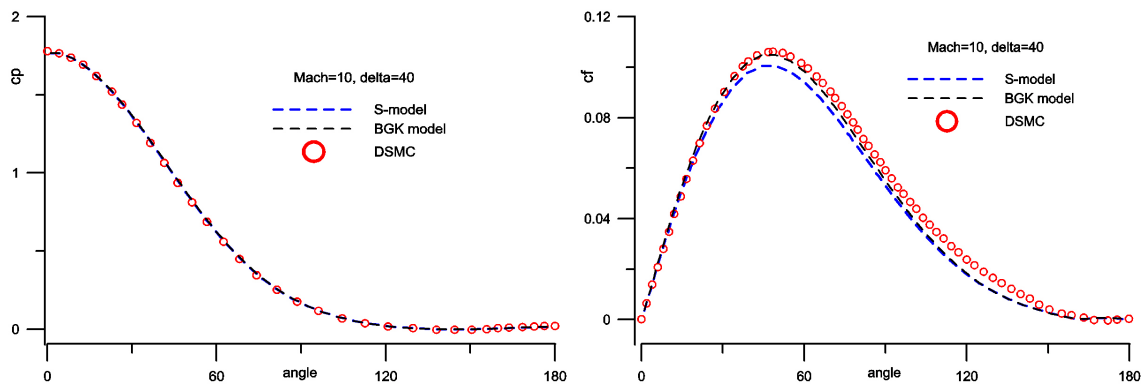 2
cp
Mach=10, delta=40
S-model
BGK model
DSMC
1
0
0
60
angle
120
180
0.12
cf
Mach=10, delta=40
S-model
BGK model
DSMC
0.08
0.04
0
0
60
angle
120
180